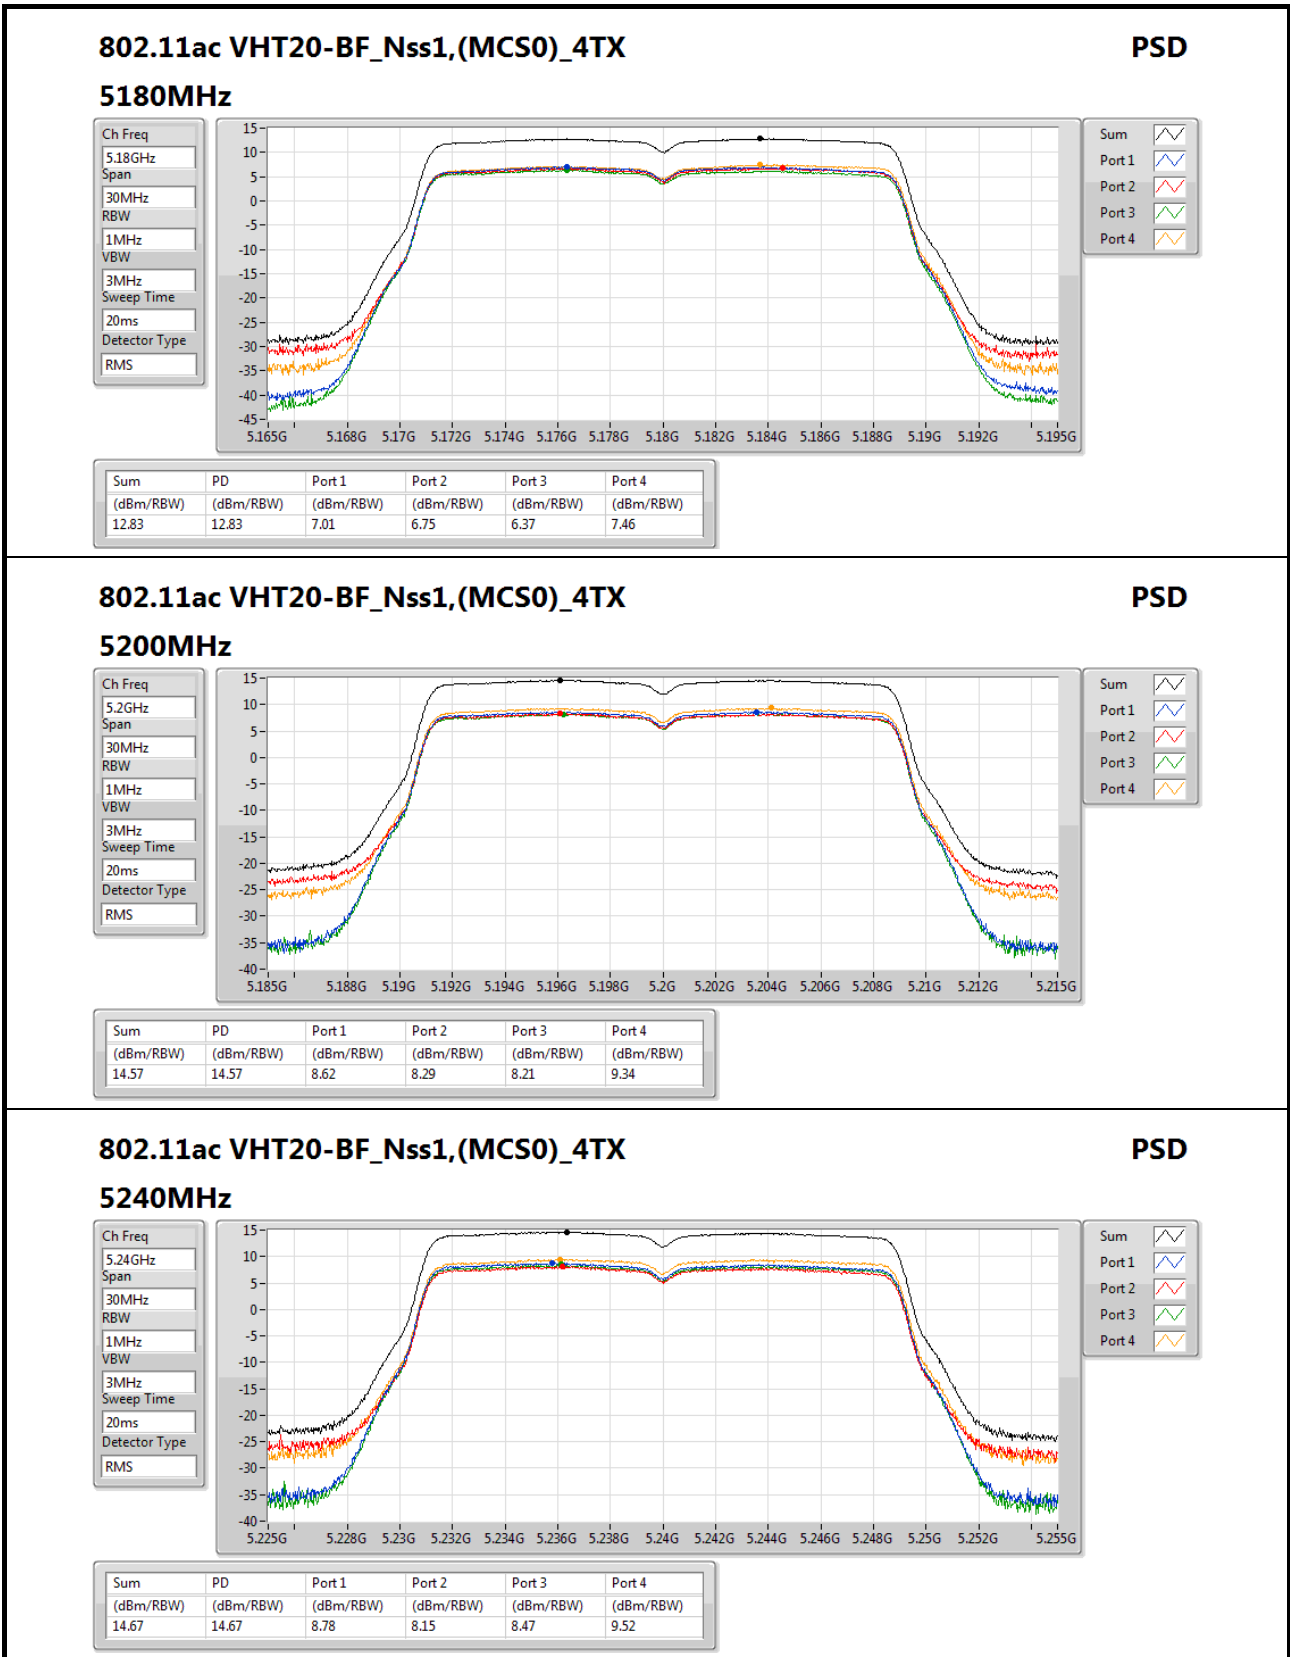 802.11ac VHT20-BF_Nss1,(MCS0)_4TX PSD
5180MHz
Ch Freq
5.18GHz
Span
30MHz
RBW
1MHz
VBW
3MHz
Sweep Time
20ms
Detector Type
RMS
15
10
5
0
-5
-10
-15
-20
-25
-30
-35
-40
-45
5.165G 5.168G 5.17G 5.172G 5.174G 5.176G 5.178G 5.18G 5.182G 5.184G 5.186G 5.188G 5.19G 5.192G 5.195G
Sum
Port 1
Port 2
Port 3
Port 4
Sum PD Port 1 Port 2 Port 3 Port 4
(dBm/RBW) (dBm/RBW) (dBm/RBW) (dBm/RBW) (dBm/RBW) (dBm/RBW)
12.83 12.83 7.01 6.75 6.37 7.46
802.11ac VHT20-BF_Nss1,(MCS0)_4TX PSD
5200MHz
Ch Freq
5.2GHz
Span
30MHz
RBW
1MHz
VBW
3MHz
Sweep Time
20ms
Detector Type
RMS
15
10
5
0
-5
-10
-15
-20
-25
-30
-35
-40
5.185G 5.188G 5.19G 5.192G 5.194G 5.196G 5.198G 5.2G 5.202G 5.204G 5.206G 5.208G 5.21G 5.212G 5.215G
Sum
Port 1
Port 2
Port 3
Port 4
Sum PD Port 1 Port 2 Port 3 Port 4
(dBm/RBW) (dBm/RBW) (dBm/RBW) (dBm/RBW) (dBm/RBW) (dBm/RBW)
14.57 14.57 8.62 8.29 8.21 9.34
802.11ac VHT20-BF_Nss1,(MCS0)_4TX PSD
5240MHz
Ch Freq
5.24GHz
Span
30MHz
RBW
1MHz
VBW
3MHz
Sweep Time
20ms
Detector Type
RMS
15
10
5
0
-5
-10
-15
-20
-25
-30
-35
-40
5.225G 5.228G 5.23G 5.232G 5.234G 5.236G 5.238G 5.24G 5.242G 5.244G 5.246G 5.248G 5.25G 5.252G 5.255G
Sum
Port 1
Port 2
Port 3
Port 4
Sum PD Port 1 Port 2 Port 3 Port 4
(dBm/RBW) (dBm/RBW) (dBm/RBW) (dBm/RBW) (dBm/RBW) (dBm/RBW)
14.67 14.67 8.78 8.15 8.47 9.52